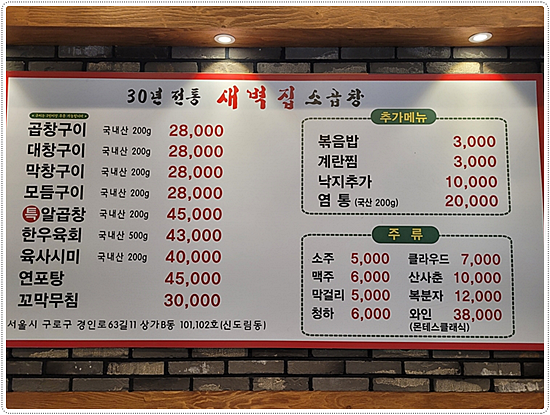 30년 전통 새벽집 소곱창
곱창구이 국내산 200g 28,000
대창구이 국내산 200g 28,000
막창구이 국내산 200g 28,000
모듬구이 국내산 200g 28,000
특알곱창 국내산 200g 45,000
한우육회 국내산 500g 43,000
육사시미 국내산 200g 40,000
연포탕 45,000
꼬막무침 30,000
서울시 구로구 경인로63길11 상가B동 101,102호(신도림동)
추가메뉴
볶음밥 3,000
계란찜 3,000
낙지추가 10,000
염 통 (국산 200g) 20,000
주 류
소주 5,000 클라우드 7,000
맥주 6,000 산사춘 10,000
막걸리 5,000 복분자 12,000
청하 6,000 와인 38,000
(몬테스클래식)